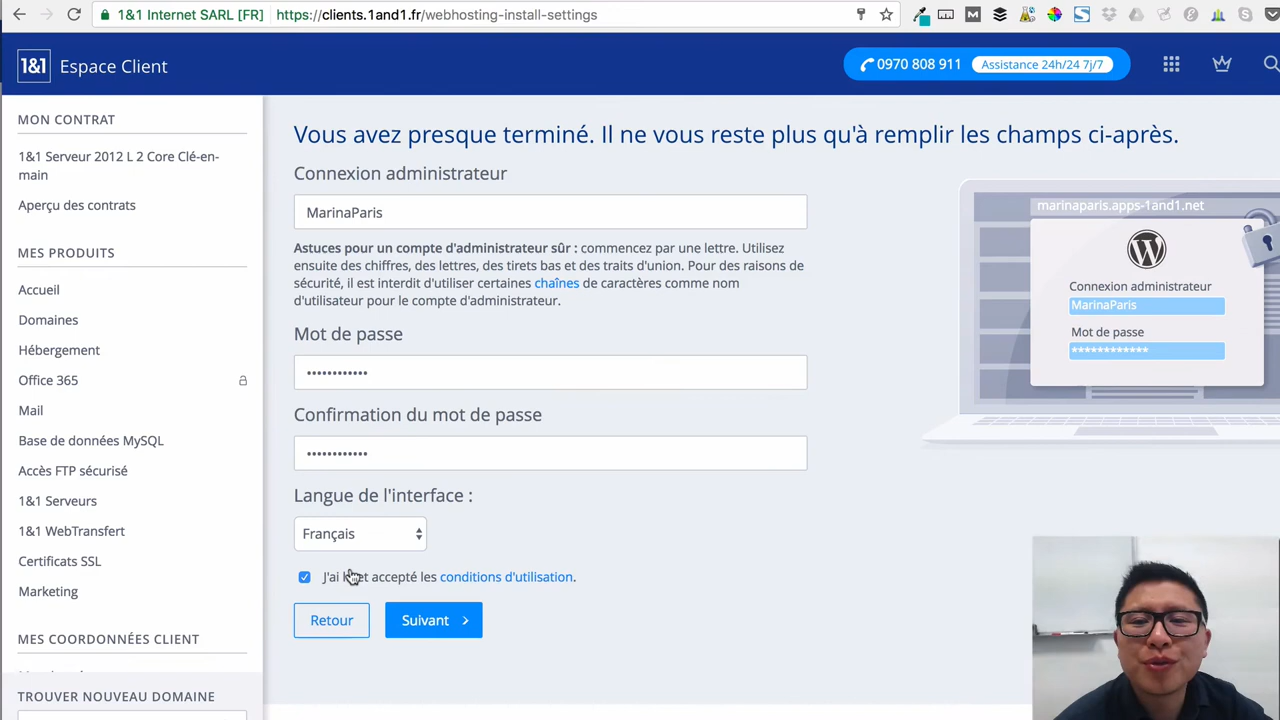 1&1 Internet SARL [FR]
https://clients.1and1.fr/webhosting-install-settings
1&1 Espace Client
0970 808 911
Assistance 24h/24 7j/7
MON CONTRAT
1&1 Serveur 2012 L 2 Core Clé-en-
main
Aperçu des contrats
MES PRODUITS
Accueil
Domaines
Hébergement
Office 365
Mail
Base de données MySQL
Accès FTP sécurisé
1&1 Serveurs
1&1 WebTransfert
Certificats SSL
Marketing
MES COORDONNÉES CLIENT
TROUVER NOUVEAU DOMAINE
Vous avez presque terminé. Il ne vous reste plus qu'à remplir les champs ci-après.
Connexion administrateur
MarinaParis
Astuces pour un compte d'administrateur sûr : commencez par une lettre. Utilisez
ensuite des chiffres, des lettres, des tirets bas et des traits d'union. Pour des raisons de
sécurité, il est interdit d'utiliser certaines chaînes de caractères comme nom
d'utilisateur pour le compte d'administrateur.
Mot de passe
••••••••••••
Confirmation du mot de passe
••••••••••••
Langue de l'interface :
Français
J'ai et accepté les conditions d'utilisation.
Retour
Suivant
marinaparis.apps-1and1.net
Connexion administrateur
MarinaParis
Mot de passe
************